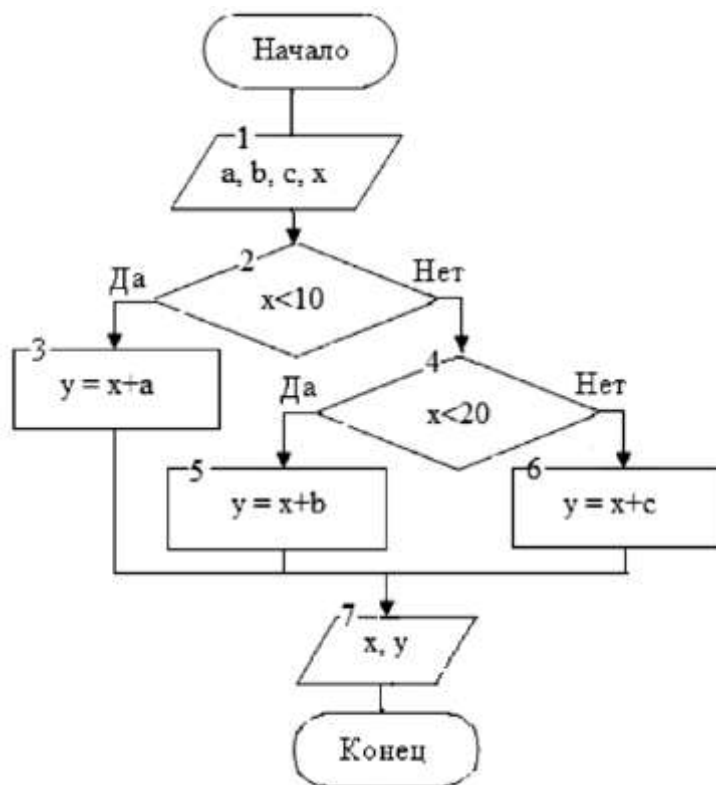 Начало
1
a, b, c, x
2
Да
Нет
x<10
3
y = x+a
4
Да
Нет
x<20
5
y = x+b
6
y = x+c
7
x, y
Конец